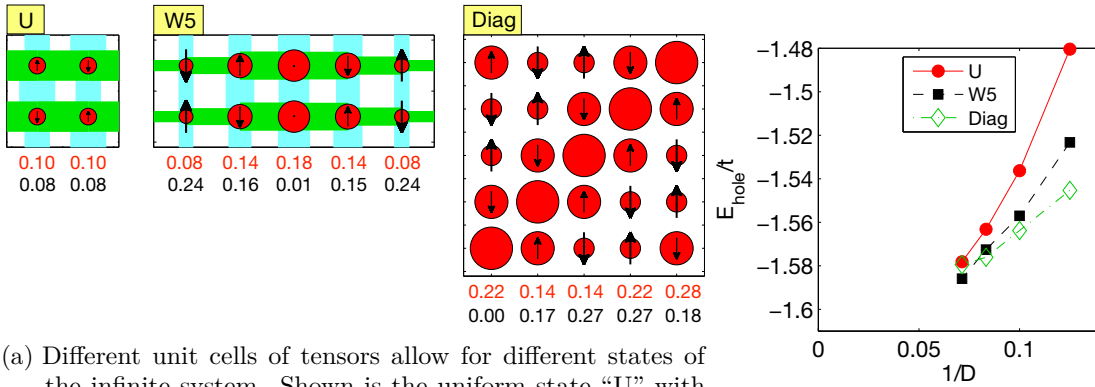 U
W5
Diag
0.10 0.10
0.08 0.08
0.08 0.14 0.18 0.14 0.08
0.24 0.16 0.01 0.15 0.24
0.22 0.14 0.14 0.22 0.28
0.00 0.17 0.27 0.27 0.18
(a) Different unit cells of tensors allow for different states of
the infinite system. Shown is the uniform state “U” with
E_hole/t
−1.48
−1.5
−1.52
−1.54
−1.56
−1.58
−1.6
U
W5
Diag
0 0.05 0.1
1/D